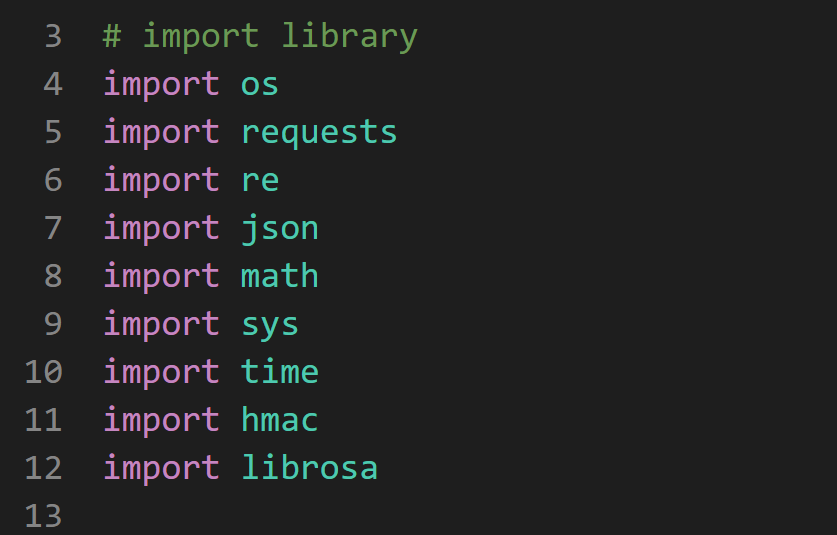 3 # import library
4 import os
5 import requests
6 import re
7 import json
8 import math
9 import sys
10 import time
11 import hmac
12 import librosa
13